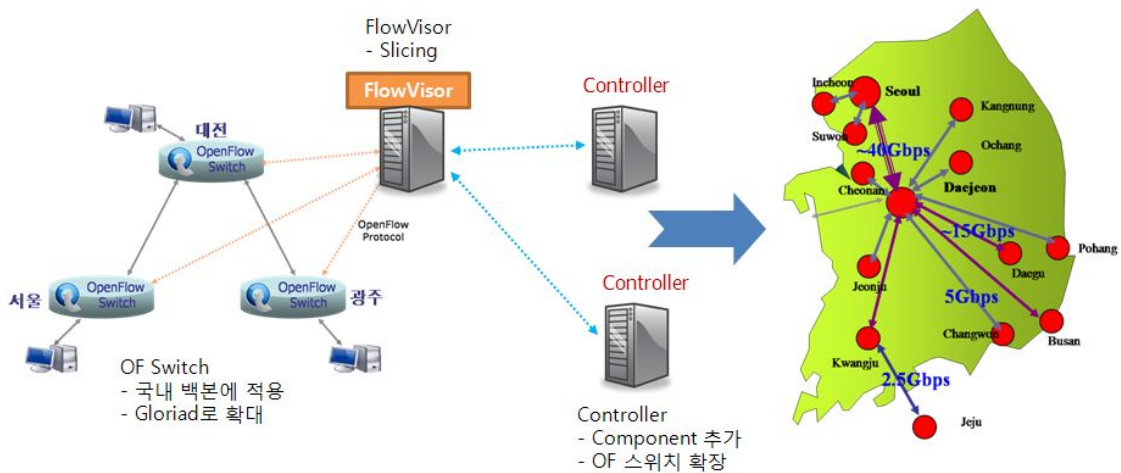 FlowVisor
- Slicing
FlowVisor
Controller
대전
OpenFlow
Switch
OpenFlow
Protocol
서울
OpenFlow
Switch
OpenFlow
Switch
광주
OF Switch
- 국내 백본에 적용
- Gloriad로 확대
Controller
Controller
- Component 추가
- OF 스위치 확장
Incheon
Seoul
Suwon
Kangnung
~40Gbps
Ochang
Cheonan
Daejeon
~15Gbps
Pohang
Daegu
Jeonju
5Gbps
Changwon
Busan
Kwangju
2.5Gbps
Jeju